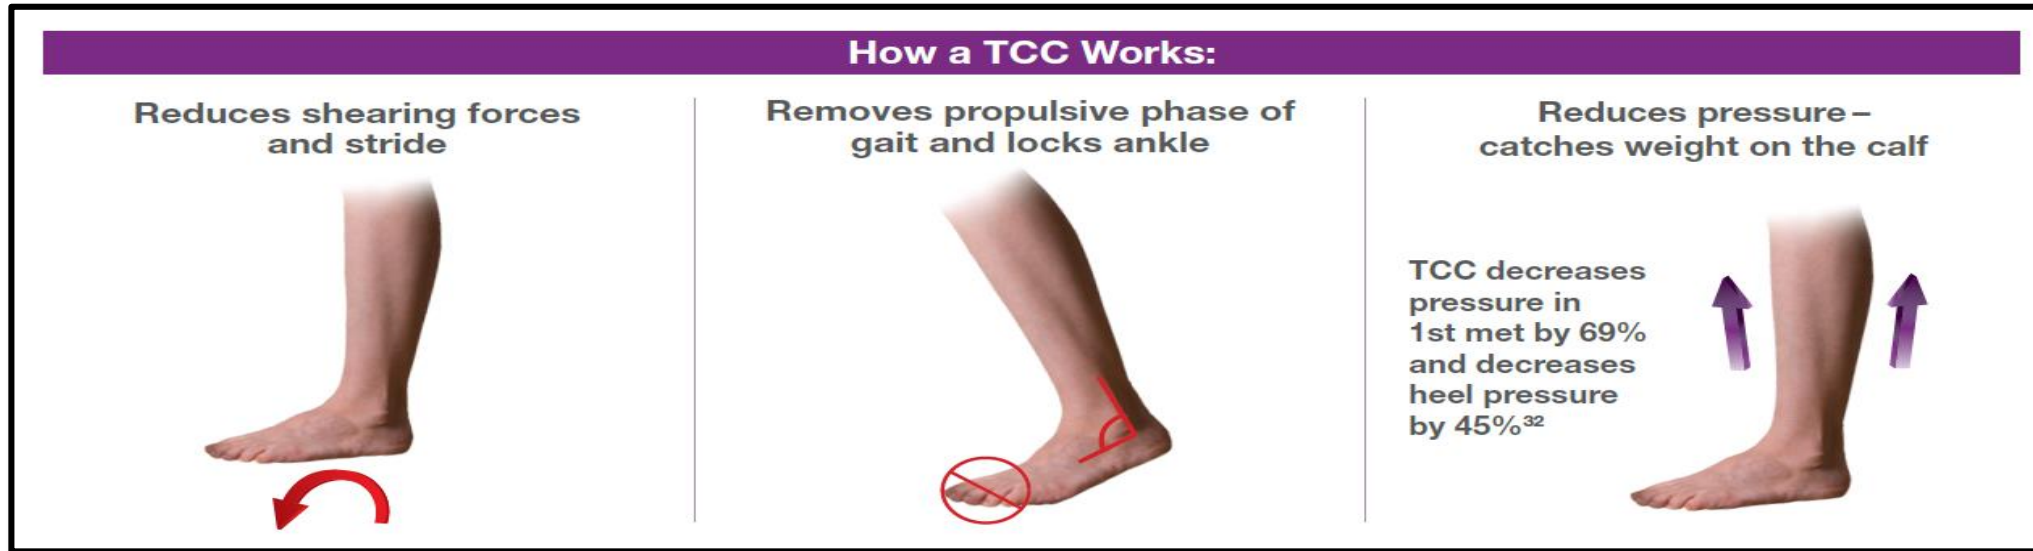 How a TCC Works:
Reduces shearing forces
and stride
Removes propulsive phase of
gait and locks ankle
Reduces pressure –
catches weight on the calf
TCC decreases
pressure in
1st met by 69%
and decreases
heel pressure
by 45%³²